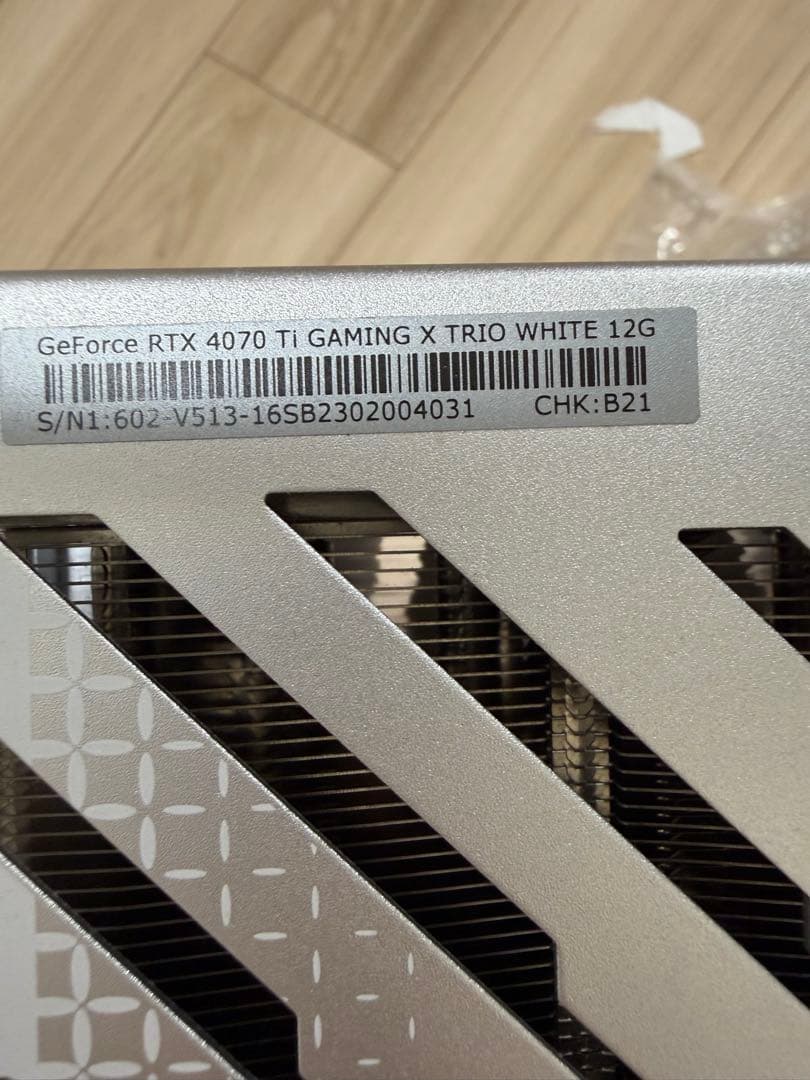 GeForce RTX 4070 Ti GAMING X TRIO WHITE 12G
S/N1:602-V513-16SB2302004031 CHK:B21